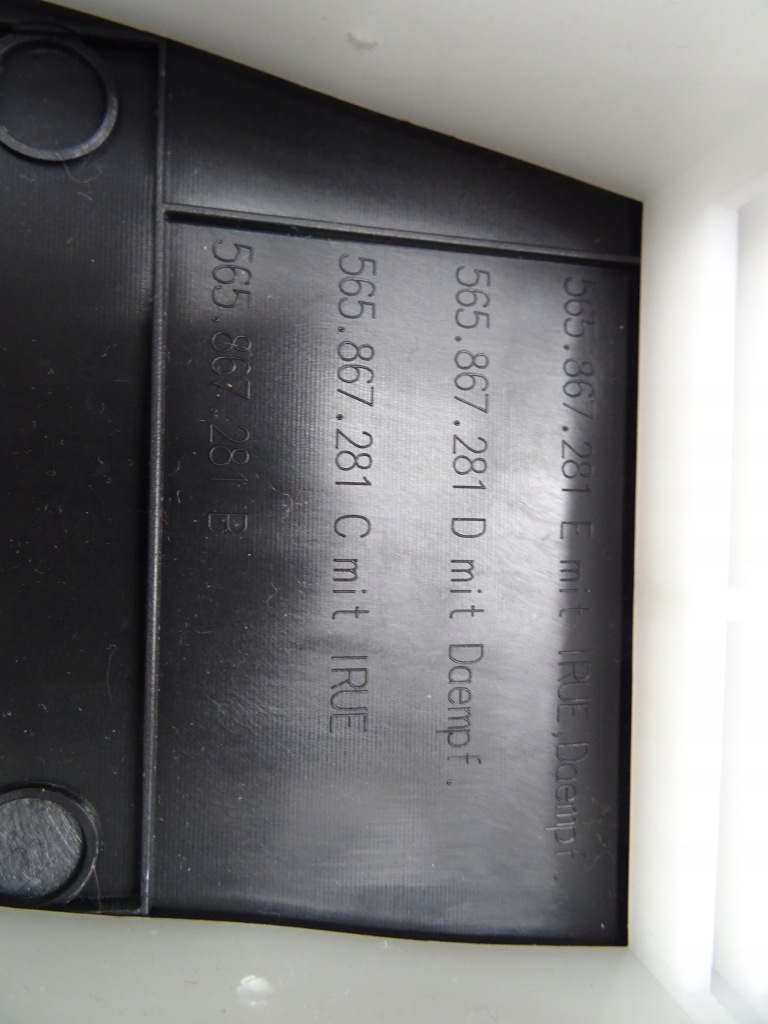 565.867.281 E mit IRUE,Daempf.
565.867.281 D mit Daempf.
565.867.281 C mit IRUE
565.867.281 B